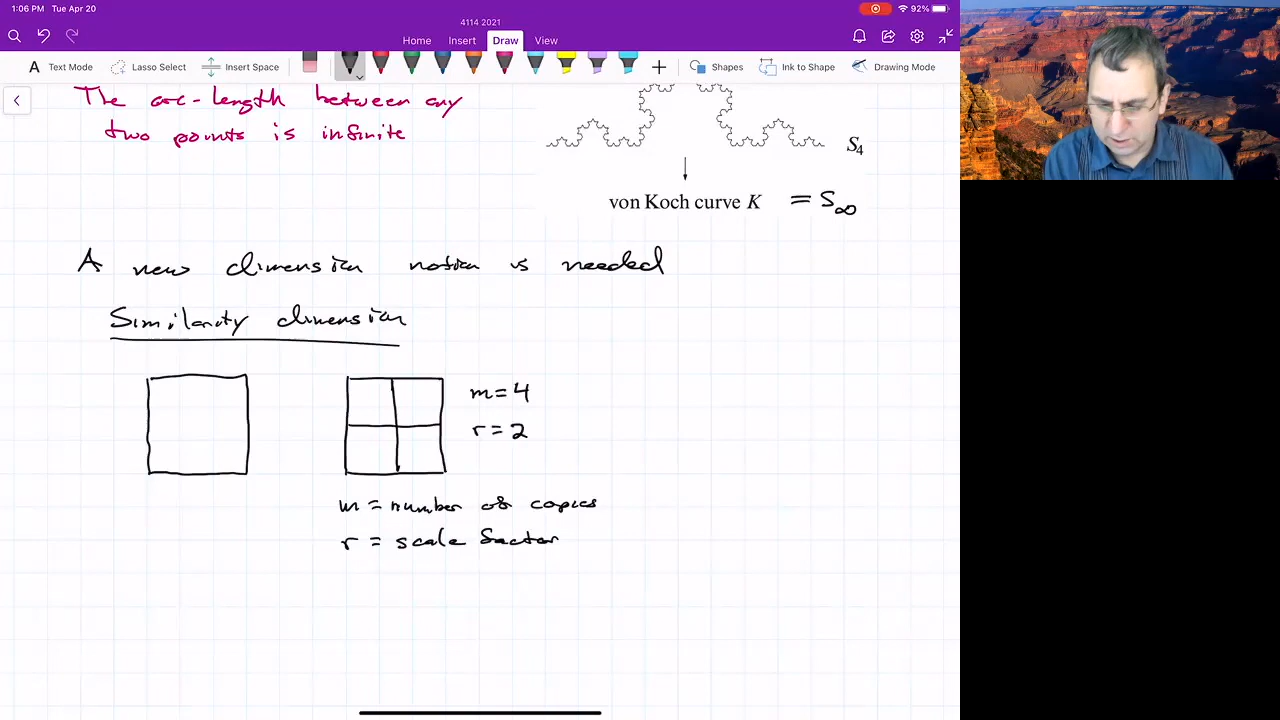 1:06 PM Tue Apr 20
92%
4114 2021
Home Insert Draw View
Text Mode Lasso Select Insert Space Shapes Ink to Shape Drawing Mode
The arc-length between any
two points is infinite
S4
von Koch curve K = S∞
A new dimension notion is needed
Similarity dimension
m = 4
r = 2
m = number of copies
r = scale factor